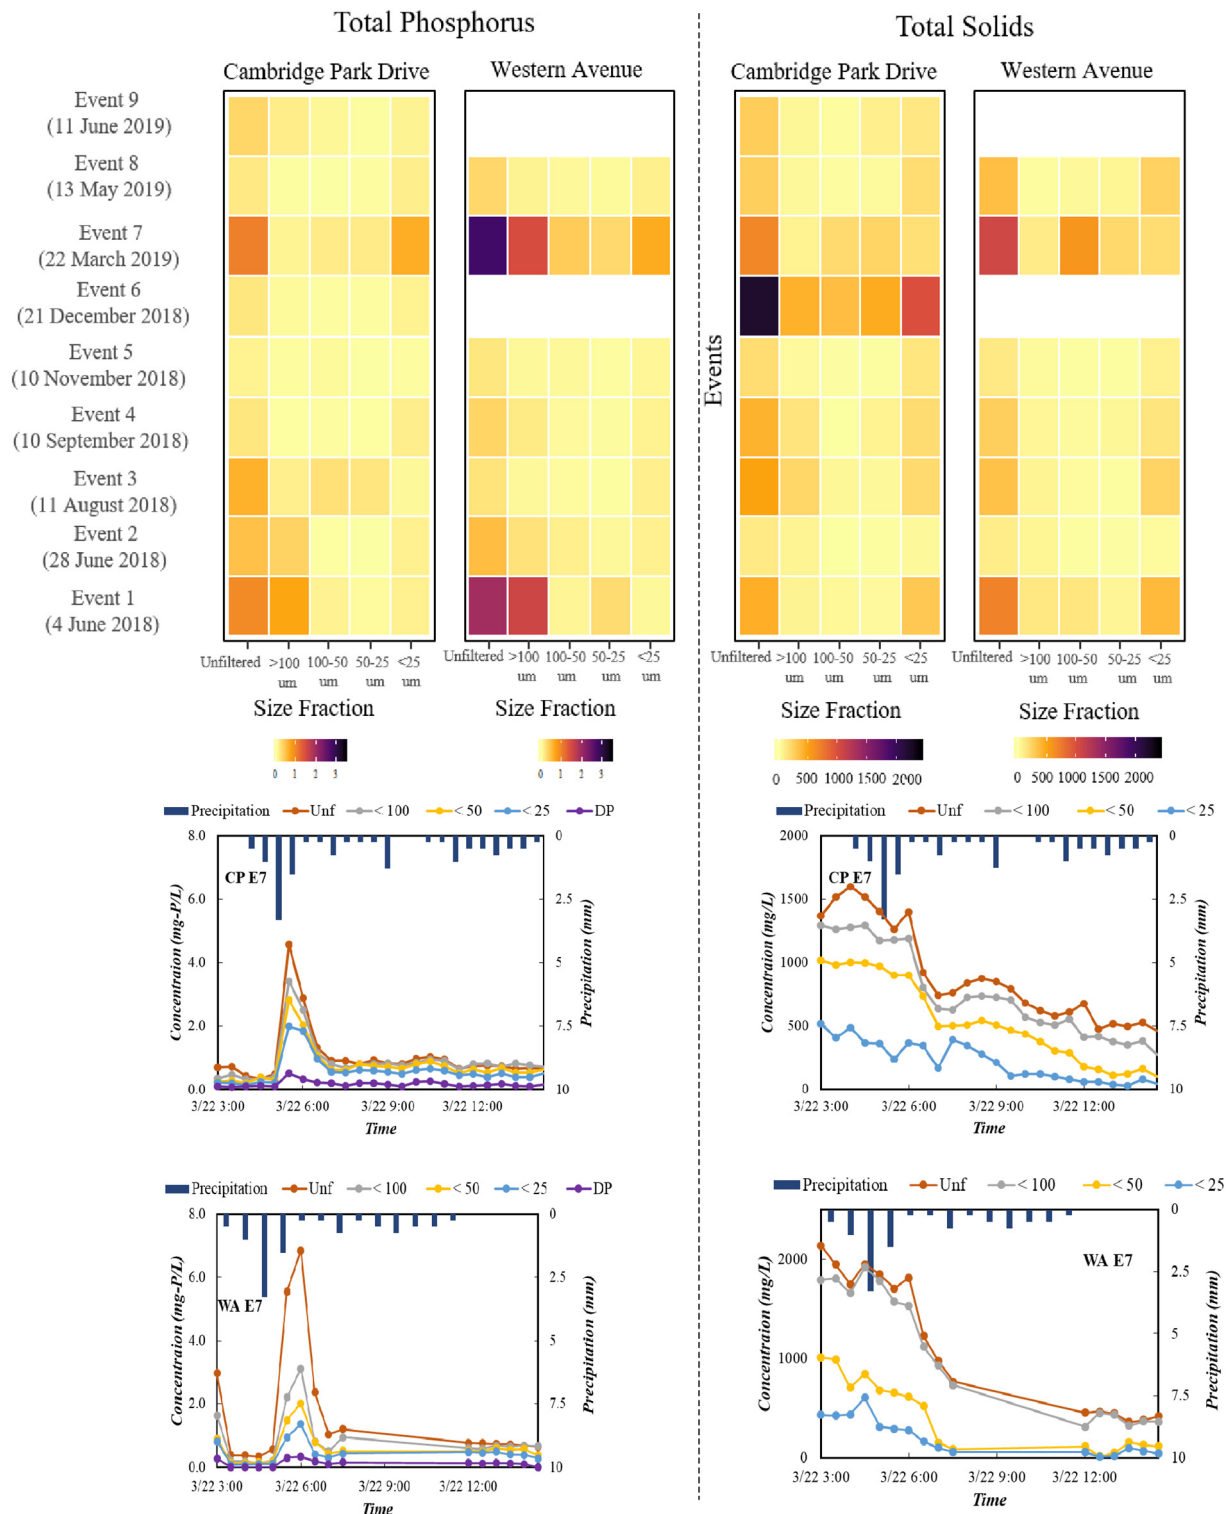 Total Phosphorus
Total Solids
Cambridge Park Drive
Western Avenue
Cambridge Park Drive
Western Avenue
Event 9
(11 June 2019)
Event 8
(13 May 2019)
Event 7
(22 March 2019)
Event 6
(21 December 2018)
Event 5
(10 November 2018)
Event 4
(10 September 2018)
Event 3
(11 August 2018)
Event 2
(28 June 2018)
Event 1
(4 June 2018)
Events
Unfiltered >100 um 100-50 um 50-25 um <25 um
Unfiltered >100 um 100-50 um 50-25 um <25 um
Unfiltered >100 um 100-50 um 50-25 um <25 um
Unfiltered >100 um 100-50 um 50-25 um <25 um
Size Fraction
Size Fraction
Size Fraction
Size Fraction
0 1 2 3
0 1 2 3
0 500 1000 1500 2000
0 500 1000 1500 2000
Precipitation Unf < 100 < 50 < 25 DP
8.0
6.0
4.0
2.0
0.0
Concentraion (mg-P/L)
CP E7
0
2.5
5
7.5
10
Precipitation (mm)
3/22 3:00 3/22 6:00 3/22 9:00 3/22 12:00
Time
Precipitation Unf < 100 < 50 < 25
2000
1500
1000
500
0
Concentraion (mg/L)
CP E7
0
2.5
5
7.5
10
Precipitation (mm)
3/22 3:00 3/22 6:00 3/22 9:00 3/22 12:00
Time
Precipitation Unf < 100 < 50 < 25 DP
8.0
6.0
4.0
2.0
0.0
Concentraion (mg-P/L)
WA E7
0
2.5
5
7.5
10
Precipitation (mm)
3/22 3:00 3/22 6:00 3/22 9:00 3/22 12:00
Time
Precipitation Unf < 100 < 50 < 25
2000
1000
0
Concentraion (mg/L)
WA E7
0
2.5
5
7.5
10
Precipitation (mm)
3/22 3:00 3/22 6:00 3/22 9:00 3/22 12:00
Time